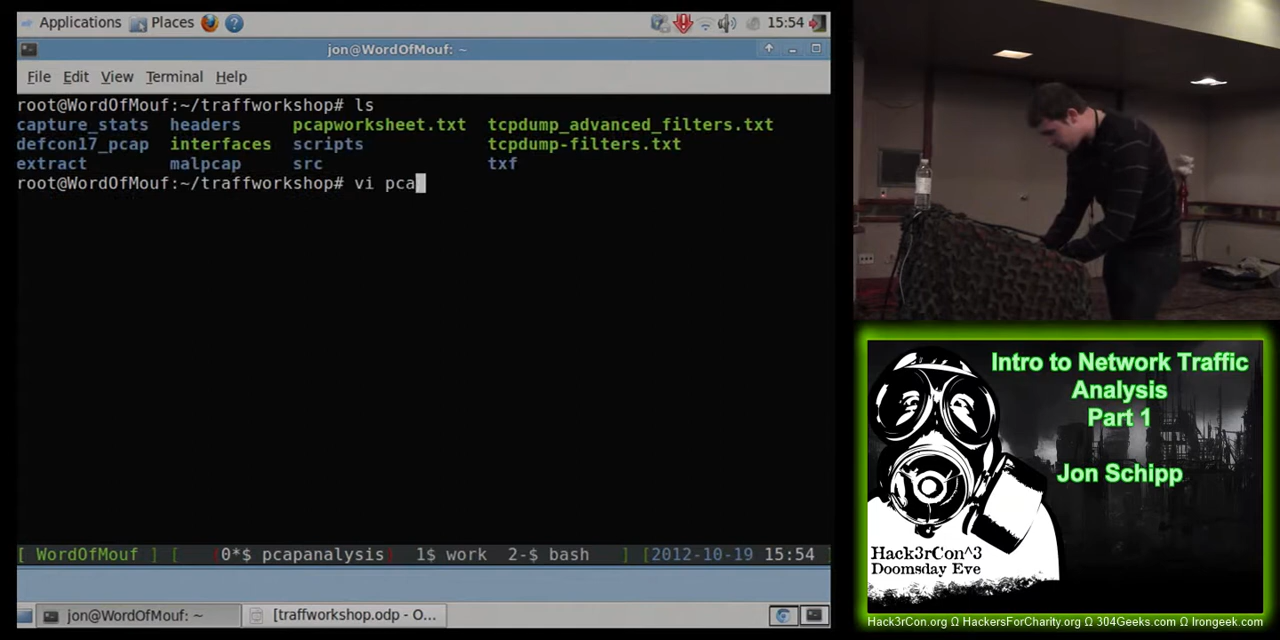 Applications Places 15:54
jon@WordOfMouf: ~
File Edit View Terminal Help
root@WordOfMouf:~/traffworkshop# ls
capture_stats headers pcapworksheet.txt tcpdump_advanced_filters.txt
defcon17_pcap interfaces scripts tcpdump-filters.txt
extract malpcap src txf
root@WordOfMouf:~/traffworkshop# vi pca
[ WordOfMouf ] [ (0*$ pcapanalysis) 1$ work 2-$ bash ] [2012-10-19 15:54 ]
jon@WordOfMouf: ~ [traffworkshop.odp - O...
Intro to Network Traffic
Analysis
Part 1
Jon Schipp
Hack3rCon^3
Doomsday Eve
Hack3rCon.org Ω HackersForCharity.org Ω 304Geeks.com Ω Irongeek.com